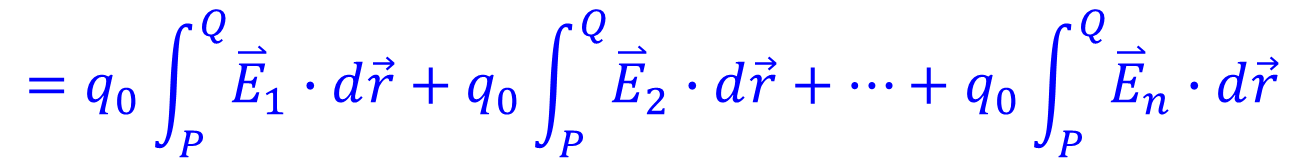 = q₀ ∫_P^Q E⃗₁ · dr⃗ + q₀ ∫_P^Q E⃗₂ · dr⃗ + ⋯ + q₀ ∫_P^Q E⃗ₙ · dr⃗